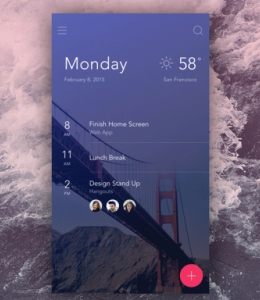 Monday
58°
February 8, 2015
San Francisco
8
AM
Finish Home Screen
Web App
11
AM
Lunch Break
2
PM
Design Stand Up
Hangouts